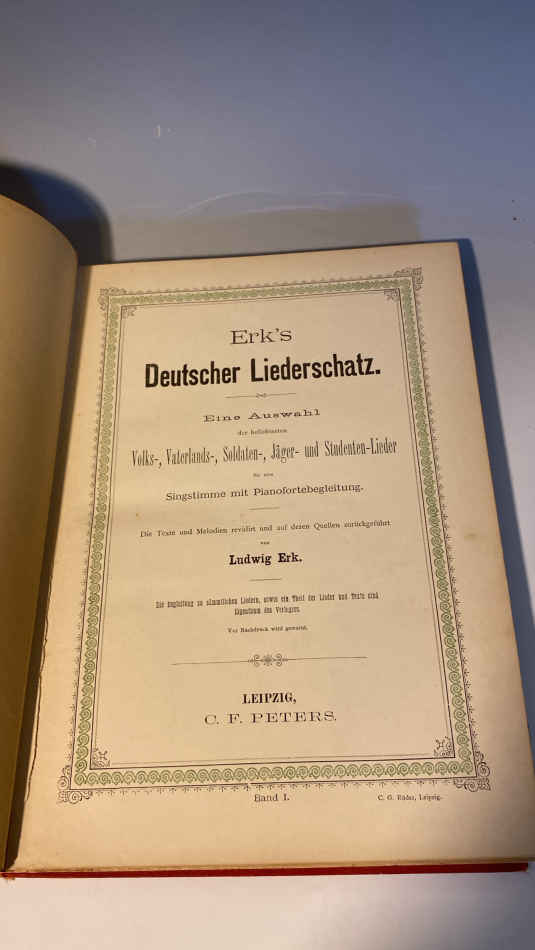 Erk's
Deutscher Liederschatz.
Eine Auswahl
der beliebtesten
Volks-, Vaterlands-, Soldaten-, Jäger- und Studenten-Lieder
für eine
Singstimme mit Pianofortebegleitung.
Die Texte und Melodien revidirt und auf deren Quellen zurückgeführt
von
Ludwig Erk.
Die Begleitung zu sämmtlichen Liedern, sowie ein Theil der Lieder und Texte sind
Eigenthum des Verlegers.
Vor Nachdruck wird gewarnt.
LEIPZIG,
C. F. PETERS.
Band I.
C. G. Röder, Leipzig.